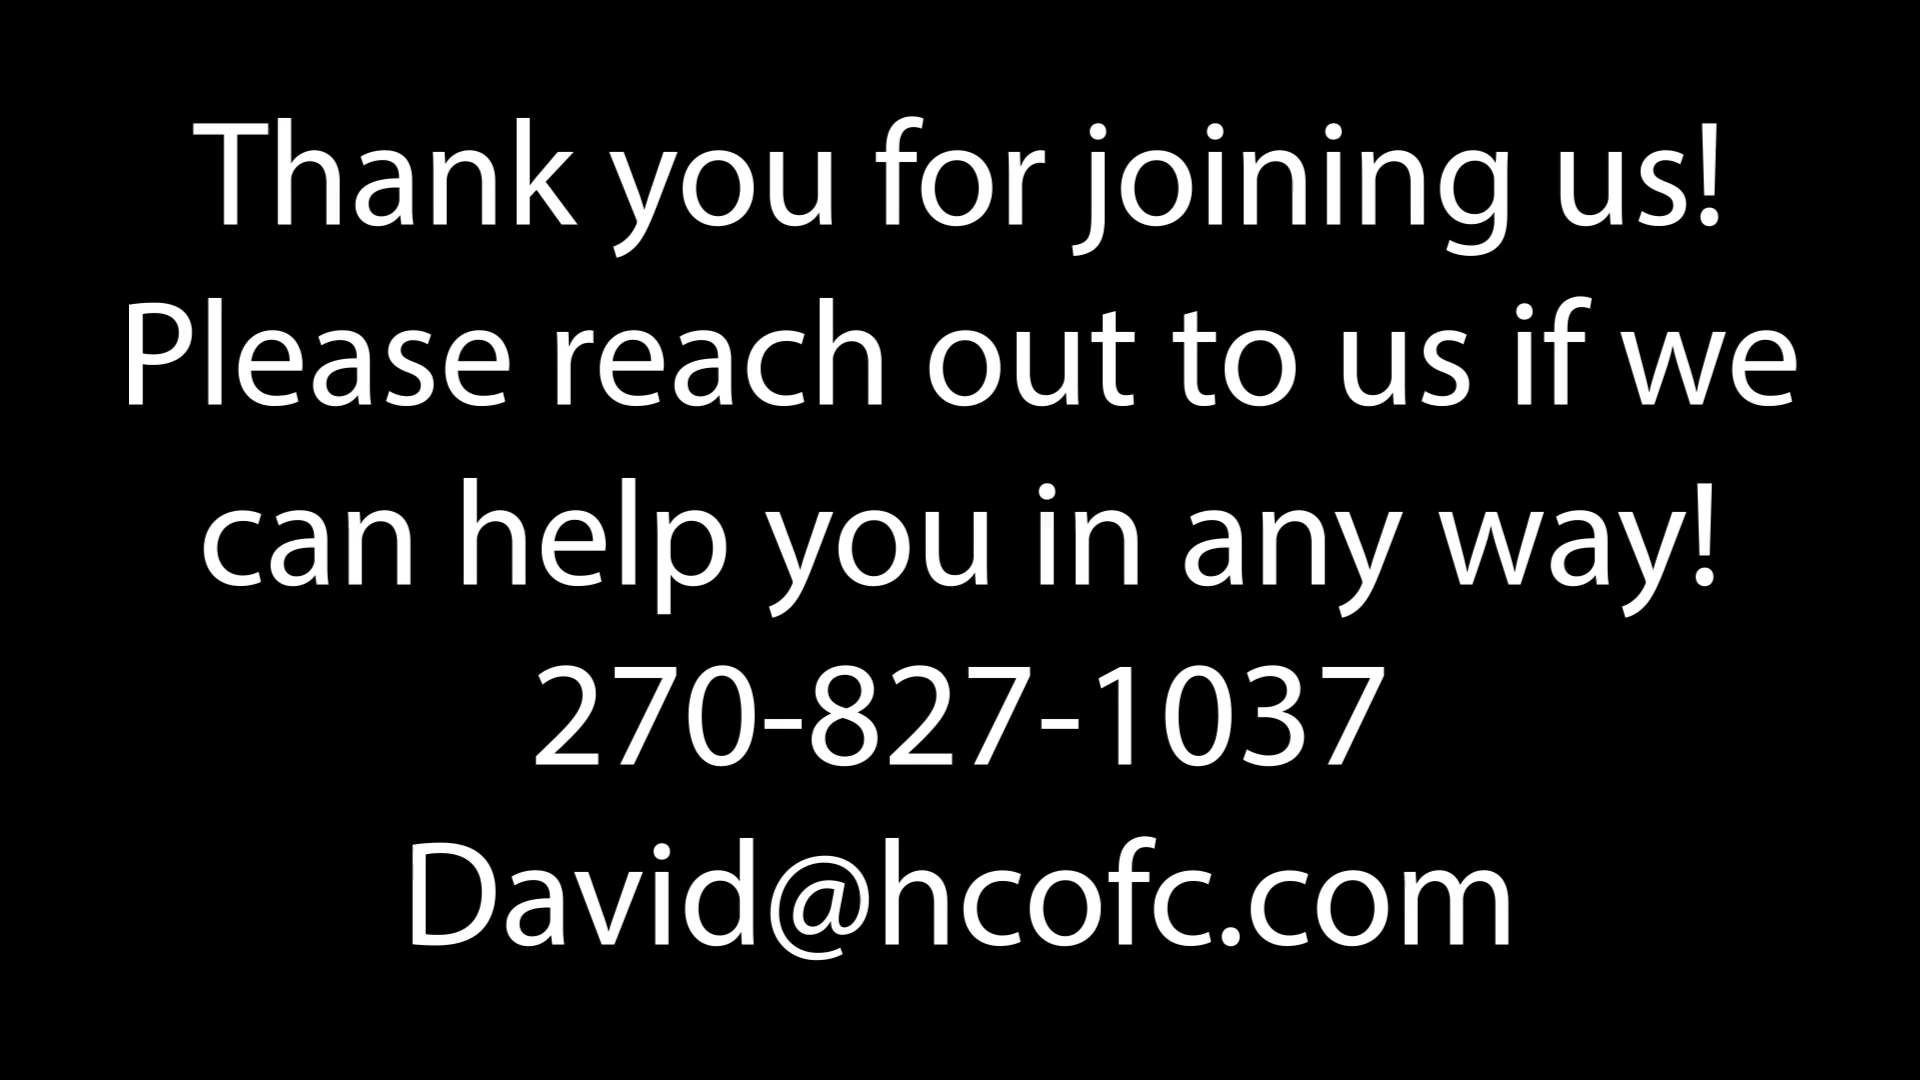 Thank you for joining us!
Please reach out to us if we
can help you in any way!
270-827-1037
David@hcofc.com